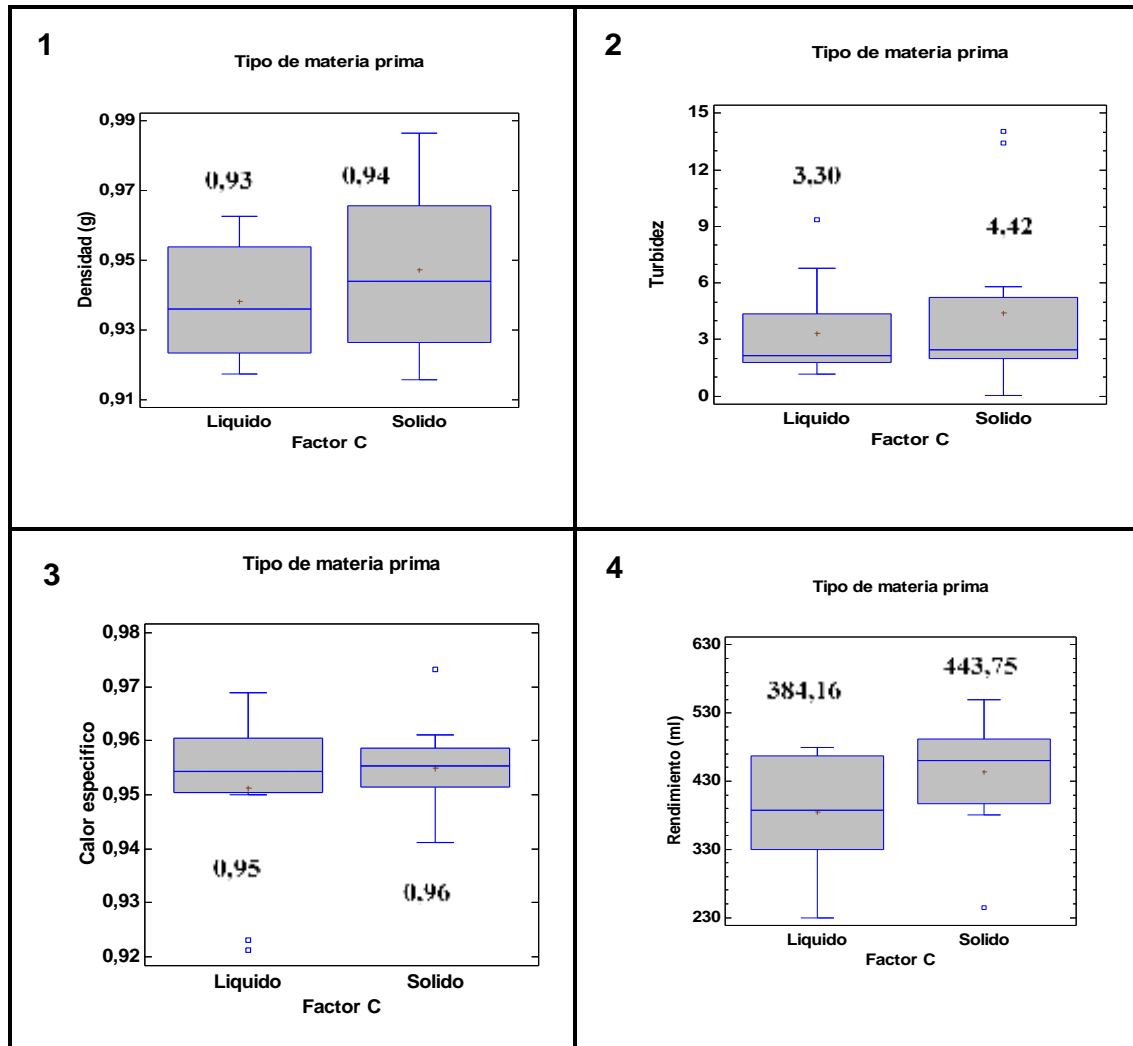 1
Tipo de materia prima
0,99
0,97
0,95
0,93
0,91
Densidad (g)
0,93
0,94
Liquido Solido
Factor C
2
Tipo de materia prima
15
12
9
6
3
0
Turbidez
3,30
4,42
Liquido Solido
Factor C
3
Tipo de materia prima
0,98
0,97
0,96
0,95
0,94
0,93
0,92
Calor especifico
0,95
0,96
Liquido Solido
Factor C
4
Tipo de materia prima
630
530
430
330
230
Rendimiento (ml)
384,16
443,75
Liquido Solido
Factor C